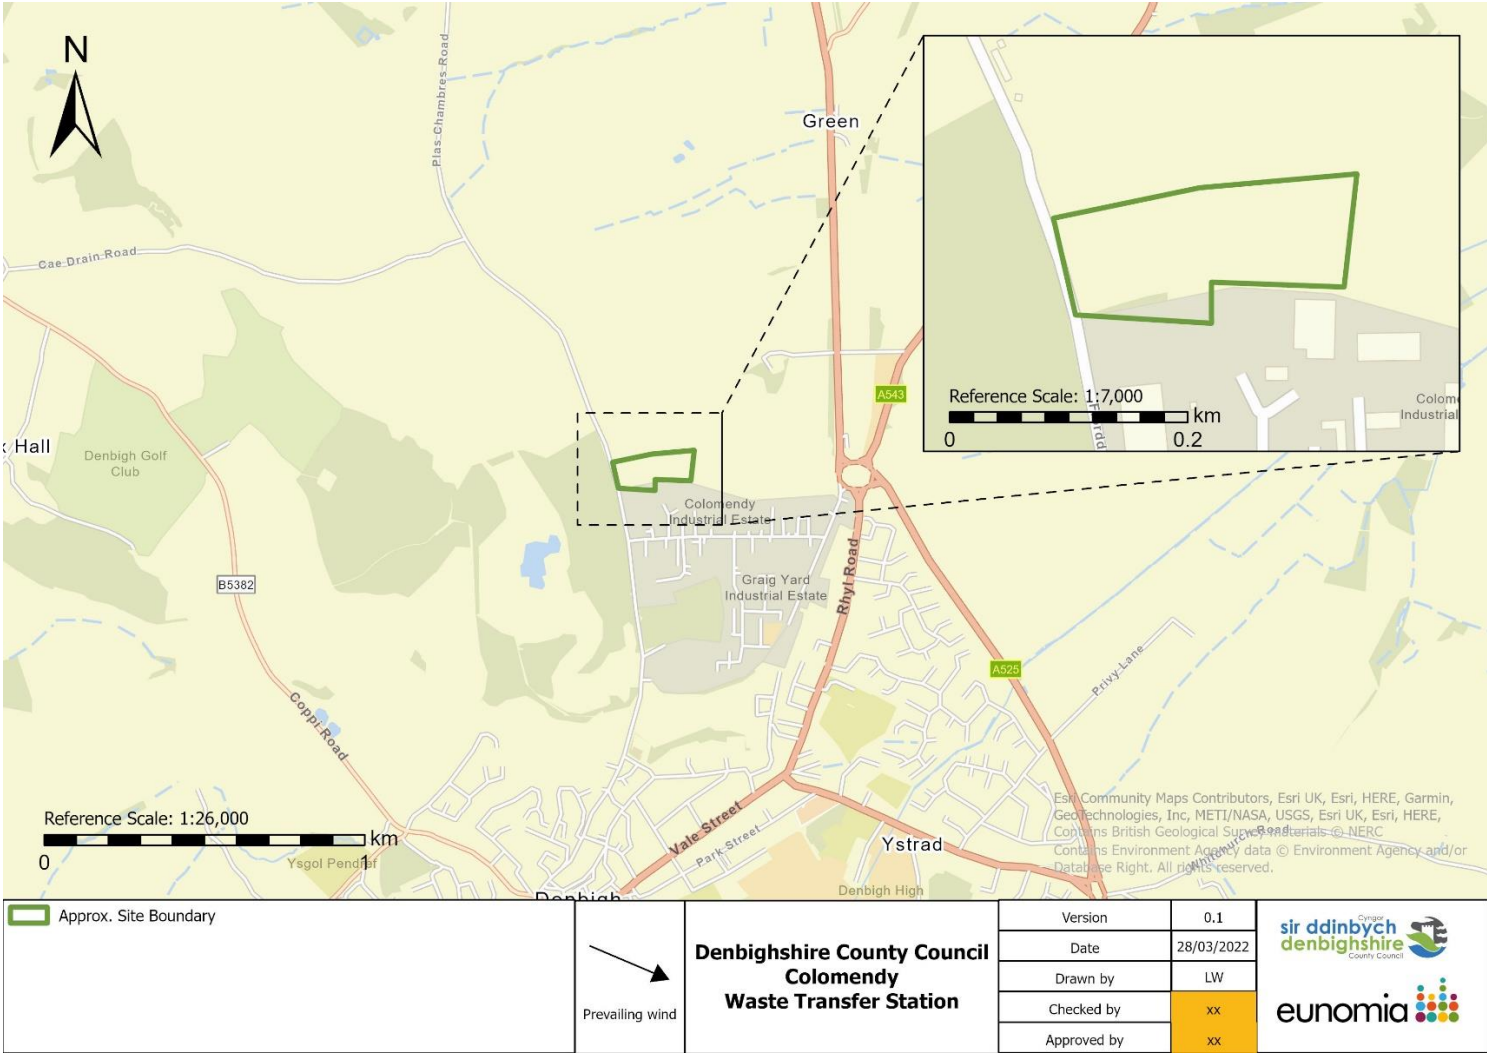 N
Plas Chambres Road
Green
Cae Drain Road
A543
x Hall
Denbigh Golf
Club
Colomendy
Industrial Estate
Graig Yard
Industrial Estate
Rhyl Road
B5382
A525
Privy Lane
Coppi Road
Reference Scale: 1:7,000
km
0
0.2
Colome
Industrial
Ffordd
Reference Scale: 1:26,000
km
0
1
Ysgol Pendref
Vale Street
Park Street
Ystrad
Denbigh
Denbigh High
Whitchurch Road
Esri Community Maps Contributors, Esri UK, Esri, HERE, Garmin,
GeoTechnologies, Inc, METI/NASA, USGS, Esri UK, Esri, HERE,
Contains British Geological Survey materials © NERC
Contains Environment Agency data © Environment Agency and/or
Database Right. All rights reserved.
Approx. Site Boundary
Prevailing wind
Denbighshire County Council
Colomendy
Waste Transfer Station
Version 0.1
Date 28/03/2022
Drawn by LW
Checked by xx
Approved by xx
Cyngor
sir ddinbych
denbighshire
County Council
eunomia